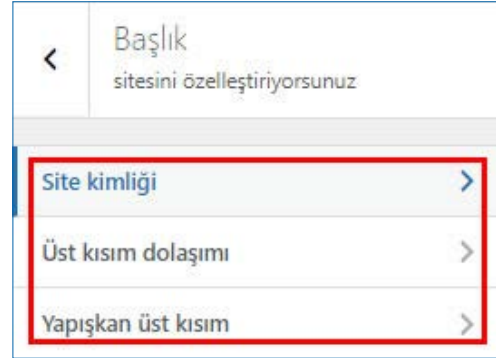 Başlık
sitesini özelleştiriyorsunuz
Site kimliği
Üst kısım dolaşımı
Yapışkan üst kısım